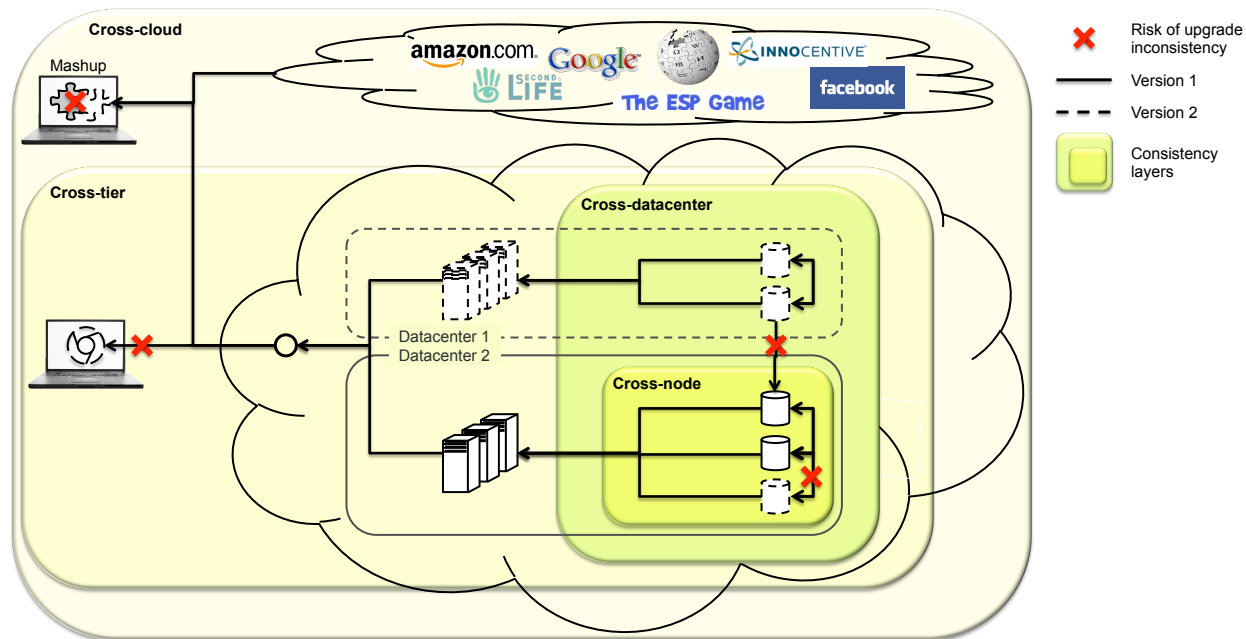 Cross-cloud
Mashup
amazon.com.
Google™
INNOCENTIVE®
SECOND
LIFE
The ESP Game
facebook
Cross-tier
Cross-datacenter
Datacenter 1
Datacenter 2
Cross-node
Risk of upgrade
inconsistency
Version 1
Version 2
Consistency
layers